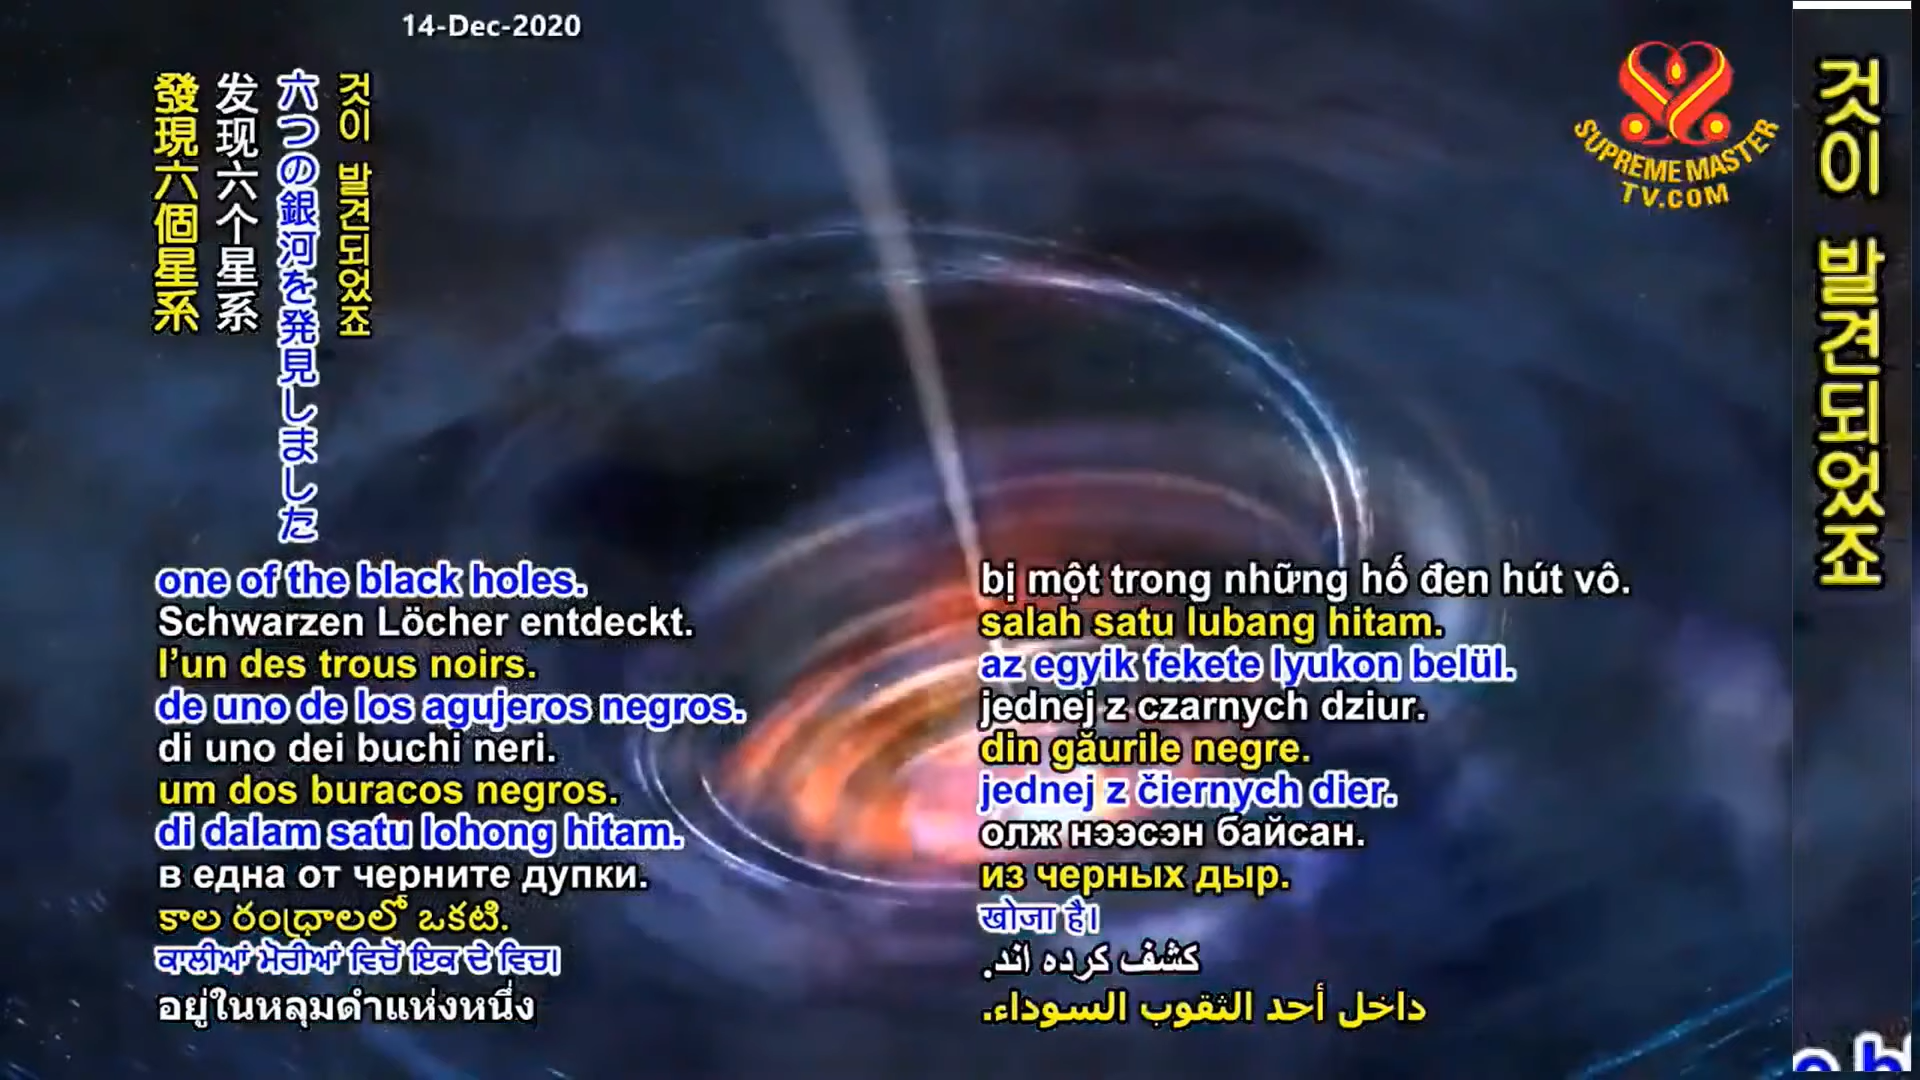 14-Dec-2020
것이 발견되었죠
六つの銀河を発見しました
发现六个星系
發現六個星系
SUPREME MASTER
TV.COM
것이 발견되었죠
one of the black holes.
Schwarzen Löcher entdeckt.
l’un des trous noirs.
de uno de los agujeros negros.
di uno dei buchi neri.
um dos buracos negros.
di dalam satu lohong hitam.
в една от черните дупки.
కాల రంధ్రాలలో ఒకటి.
ਕਾਲੀਆਂ ਮੋਰੀਆਂ ਵਿਚੋਂ ਇਕ ਦੇ ਵਿਚ।
อยู่ในหลุมดำแห่งหนึ่ง
bị một trong những hố đen hút vô.
salah satu lubang hitam.
az egyik fekete lyukon belül.
jednej z czarnych dziur.
din găurile negre.
jednej z čiernych dier.
олж нээсэн байсан.
из черных дыр.
खोजा है।
کشف کرده اند.
داخل أحد الثقوب السوداء.